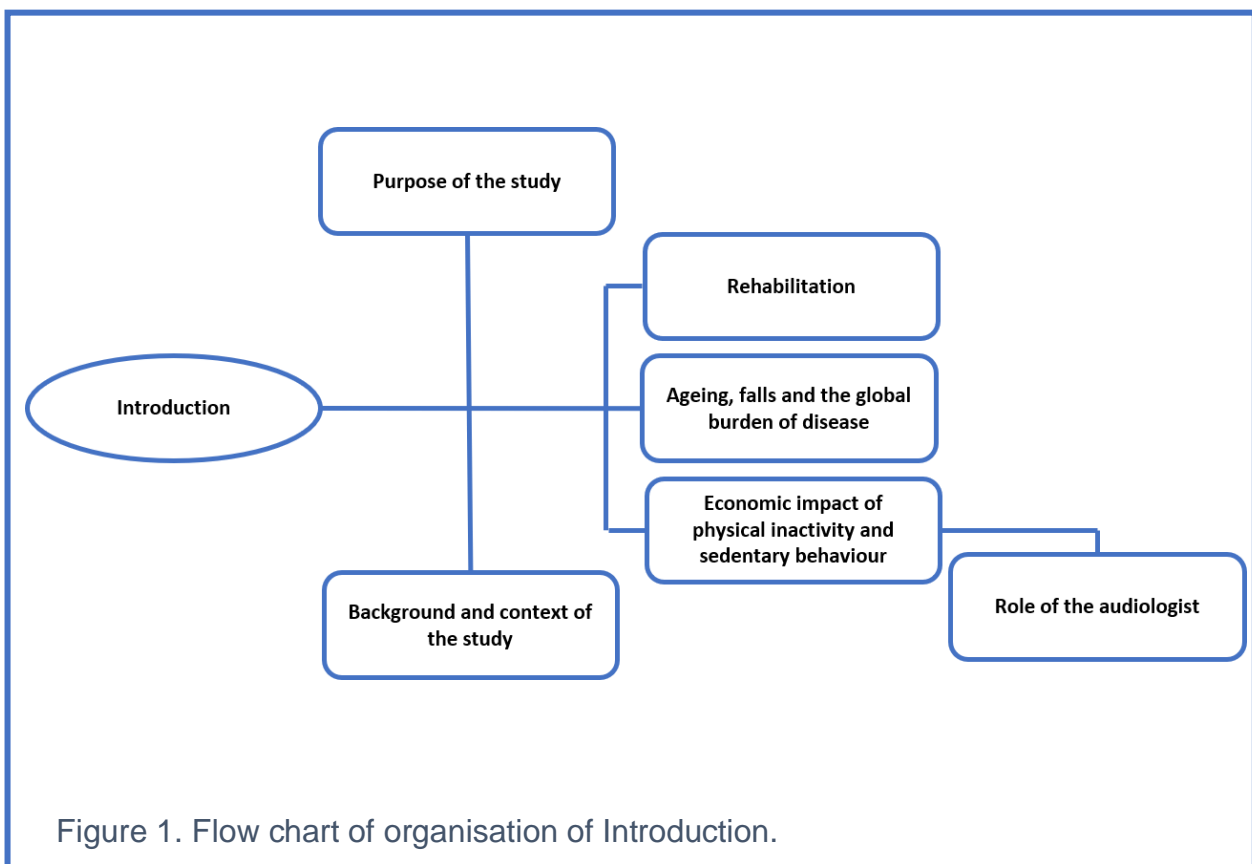 Purpose of the study
Rehabilitation
Introduction
Ageing, falls and the global
burden of disease
Economic impact of
physical inactivity and
sedentary behaviour
Background and context of
the study
Role of the audiologist
Figure 1. Flow chart of organisation of Introduction.